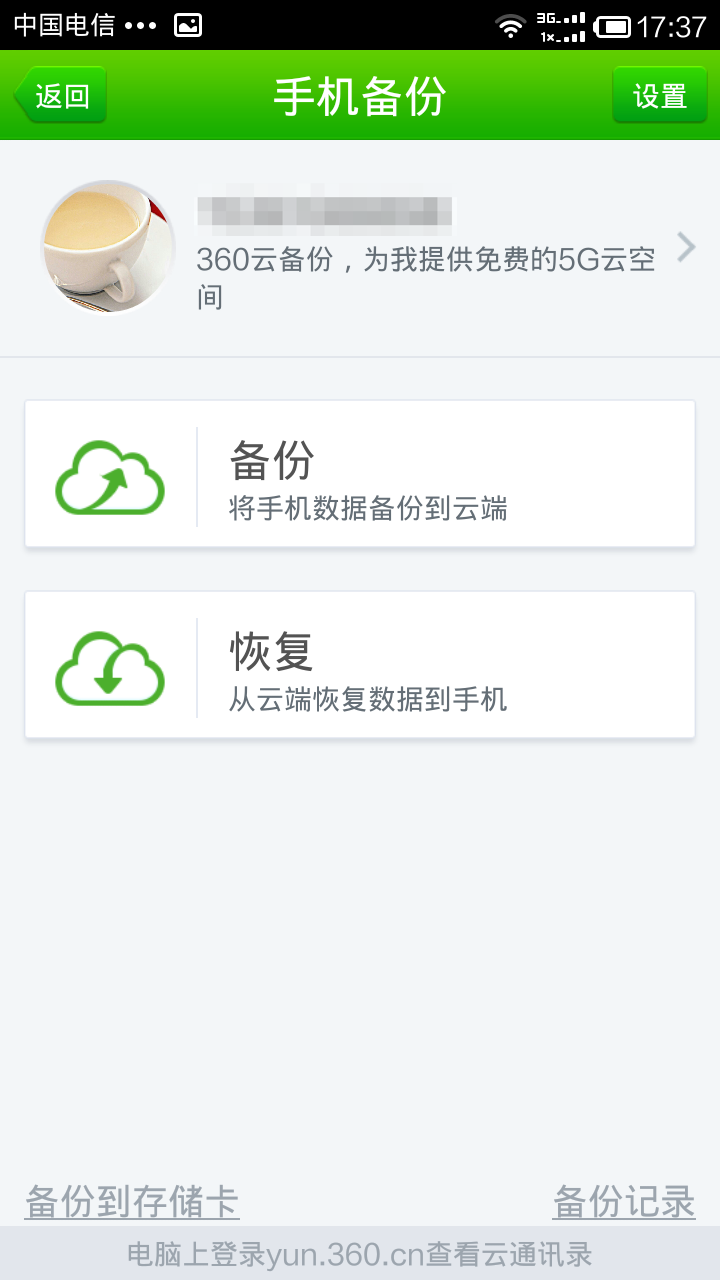 中国电信 ••• 3G 1× 17:37
返回 手机备份 设置
360云备份，为我提供免费的5G云空
间
备份
将手机数据备份到云端
恢复
从云端恢复数据到手机
备份到存储卡 备份记录
电脑上登录yun.360.cn查看云通讯录